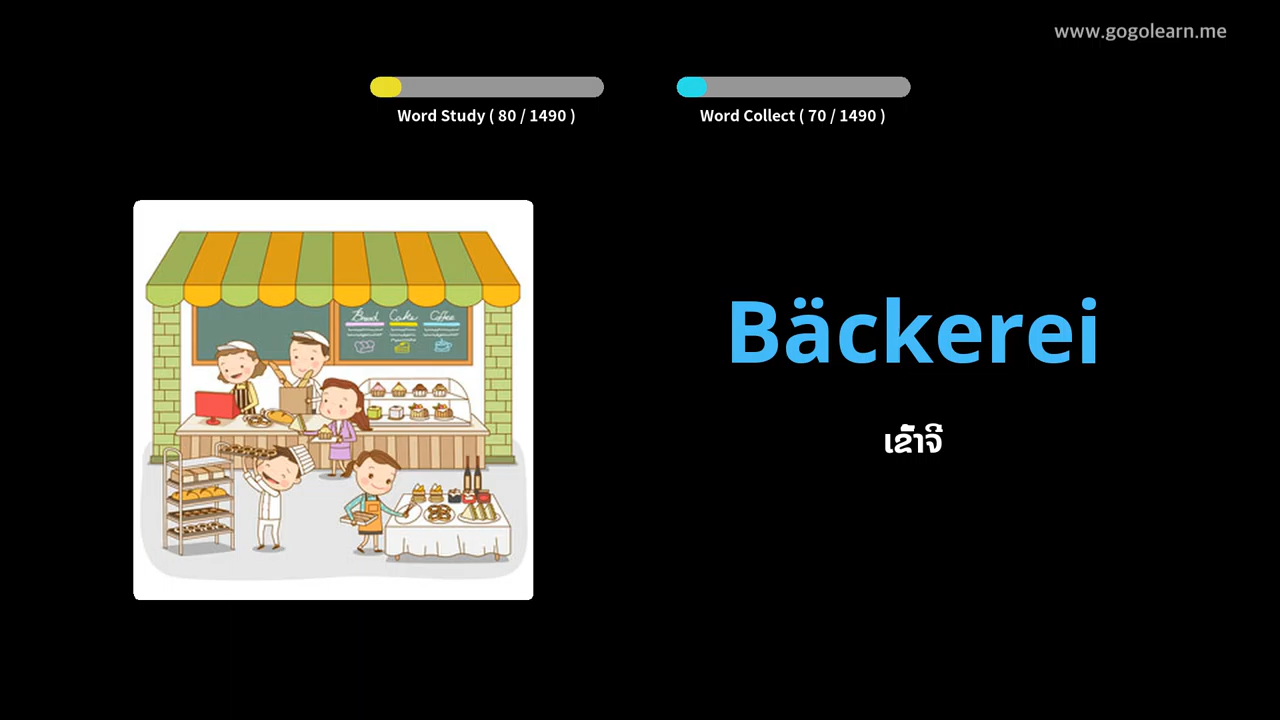 www.gogolearn.me
Word Study ( 80 / 1490 )
Word Collect ( 70 / 1490 )
Bread Cake Coffee
Bäckerei
ເຂົ້າຈີ່